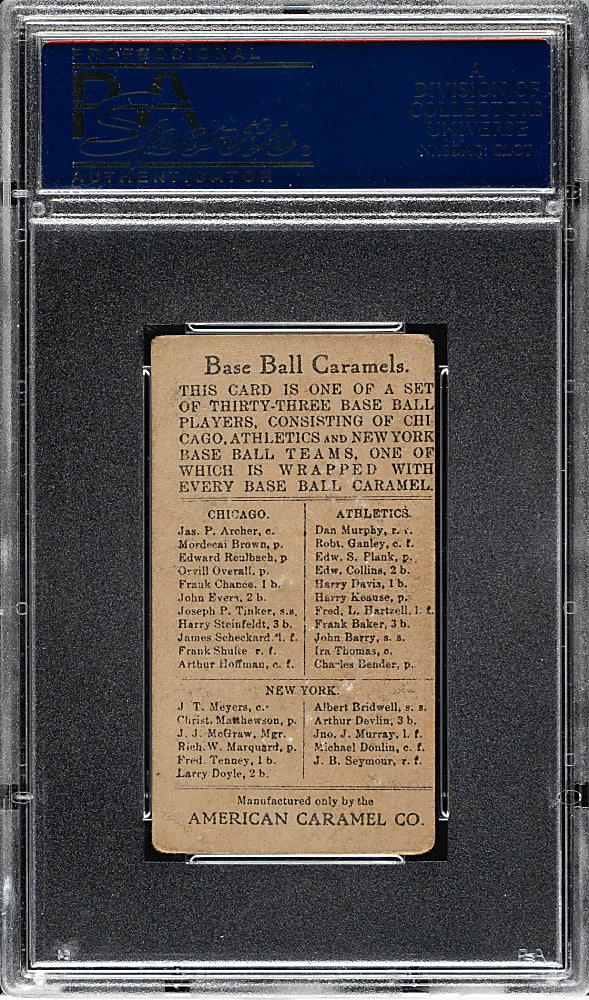 PROFESSIONAL
PSA
Sports
AUTHENTICATOR
A
DIVISION OF
COLLECTORS
UNIVERSE
NASDAQ: CLCT
Base Ball Caramels.
THIS CARD IS ONE OF A SET
OF THIRTY-THREE BASE BALL
PLAYERS, CONSISTING OF CHI
CAGO, ATHLETICS AND NEW YORK
BASE BALL TEAMS, ONE OF
WHICH IS WRAPPED WITH
EVERY BASE BALL CARAMEL.
CHICAGO.
Jas. P. Archer, c.
Mordecai Brown, p.
Edward Reulbach, p
Orvill Overall, p.
Frank Chance. 1 b.
John Evers, 2 b.
Joseph P. Tinker, s.s.
Harry Steinfeldt, 3 b.
James Scheckard. l. f.
Frank Shulte r. f.
Arthur Hoffman, c. f.
ATHLETICS.
Dan Murphy, r. f.
Robt. Ganley, c. f.
Edw. S. Plank, p.
Edw. Collins, 2 b.
Harry Davis, 1 b.
Harry Keause, p.
Fred. L. Hartzell, l. f.
Frank Baker, 3 b.
John Barry, s. s.
Ira Thomas, c.
Charles Bender, p.
NEW YORK.
J T. Meyers, c.
Christ. Matthewson, p.
J. J. McGraw, Mgr.
Rich. W. Marquard, p.
Fred. Tenney, 1 b.
Larry Doyle, 2 b.
Albert Bridwell, s. s.
Arthur Devlin, 3 b.
Jno. J. Murray, l. f.
Michael Donlin, c. f.
J. B. Seymour, r. f.
Manufactured only by the
AMERICAN CARAMEL CO.
PSA